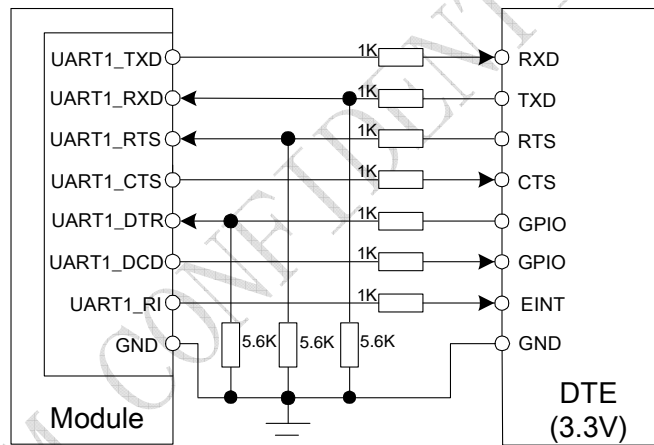 UART1_TXD 1K RXD
UART1_RXD 1K TXD
UART1_RTS 1K RTS
UART1_CTS 1K CTS
UART1_DTR 1K GPIO
UART1_DCD 1K GPIO
UART1_RI 1K EINT
GND 5.6K 5.6K 5.6K GND
Module
DTE
(3.3V)
CONFIDENT